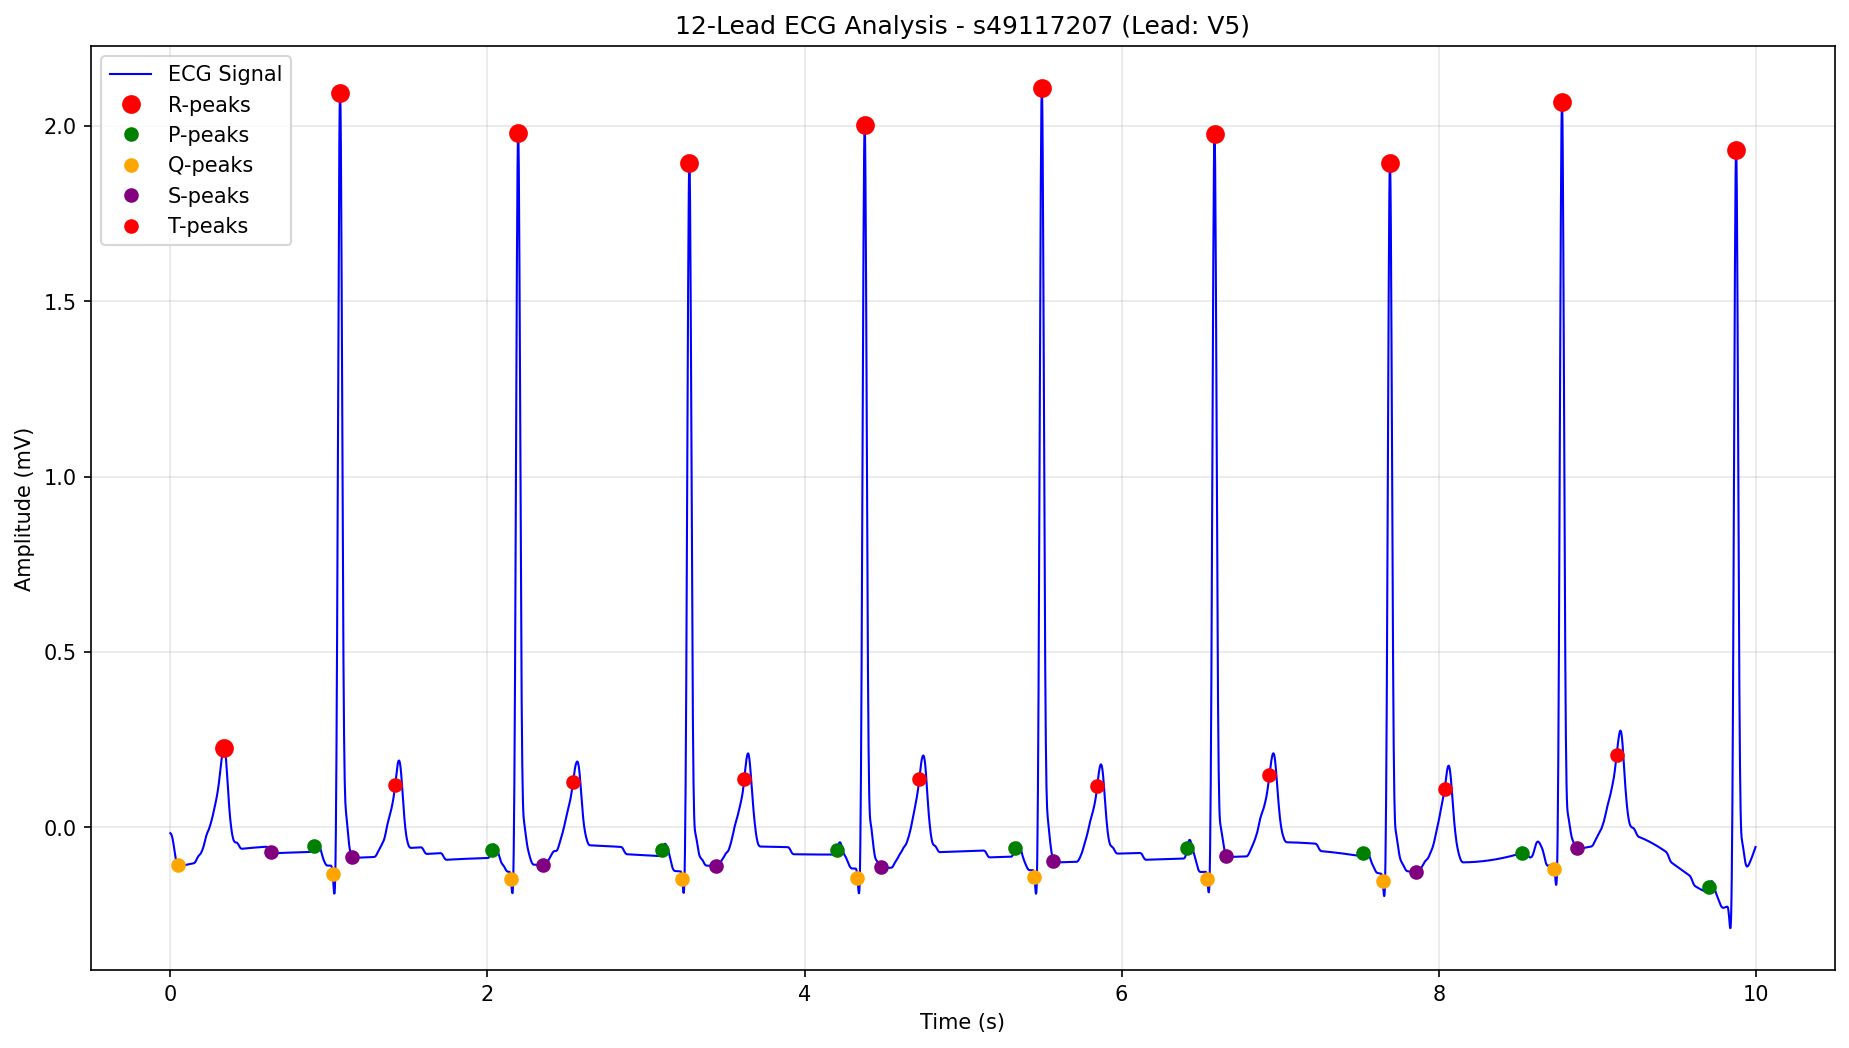 12-Lead ECG Analysis - s49117207 (Lead: V5)
ECG Signal
R-peaks
P-peaks
Q-peaks
S-peaks
T-peaks
Amplitude (mV)
2.0
1.5
1.0
0.5
0.0
0 2 4 6 8 10
Time (s)